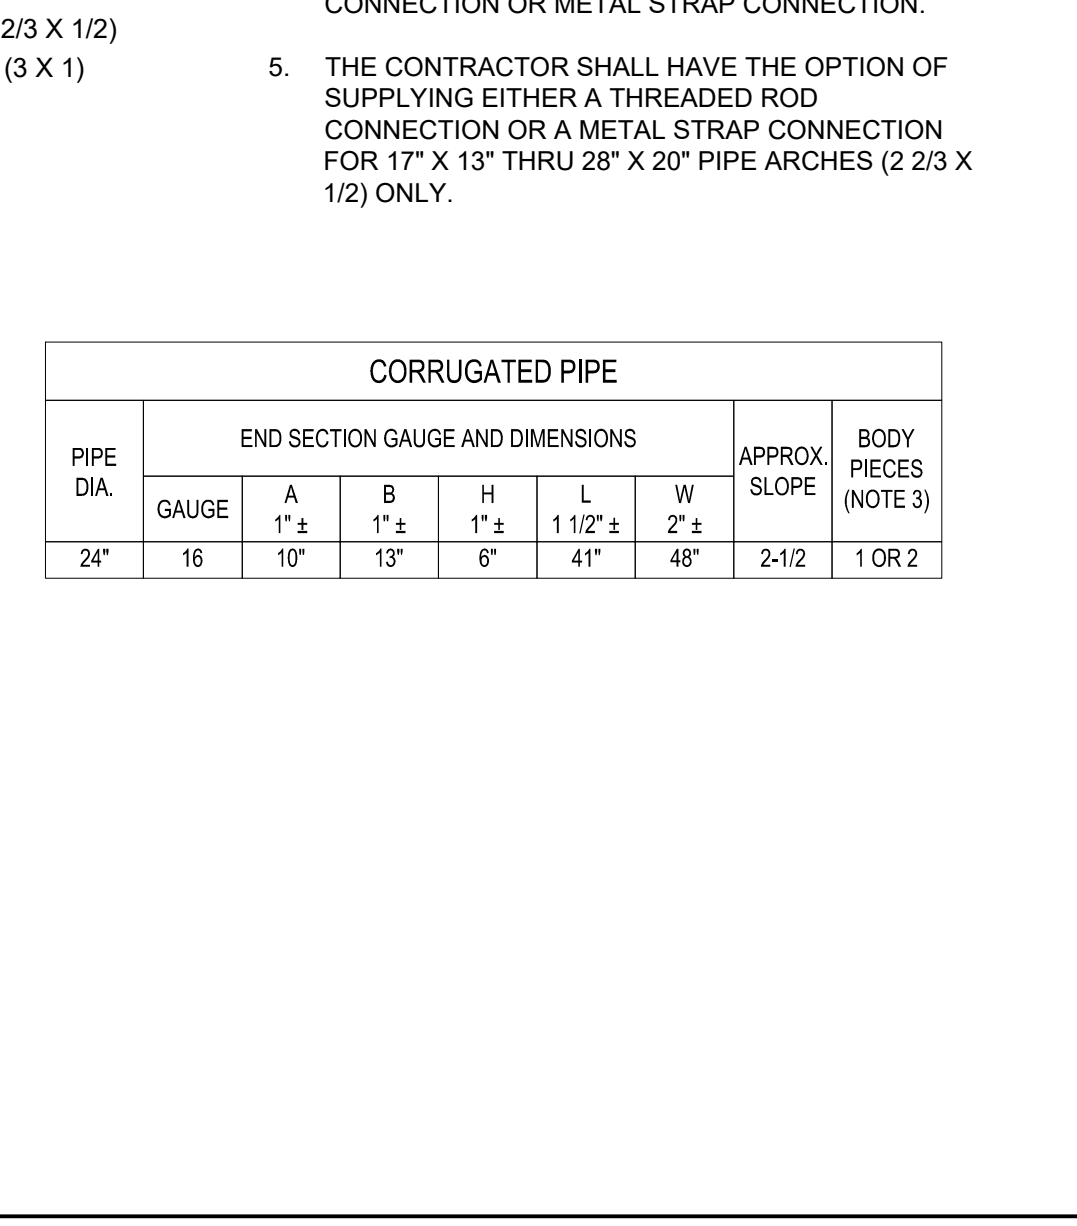 CONNECTION OR METAL STRAP CONNECTION.
2/3 X 1/2)
(3 X 1)
5. THE CONTRACTOR SHALL HAVE THE OPTION OF
SUPPLYING EITHER A THREADED ROD
CONNECTION OR A METAL STRAP CONNECTION
FOR 17" X 13" THRU 28" X 20" PIPE ARCHES (2 2/3 X
1/2) ONLY.
CORRUGATED PIPE
PIPE
DIA.
END SECTION GAUGE AND DIMENSIONS
GAUGE
A
1" ±
B
1" ±
H
1" ±
L
1 1/2" ±
W
2" ±
APPROX.
SLOPE
BODY
PIECES
(NOTE 3)
24" 16 10" 13" 6" 41" 48" 2-1/2 1 OR 2